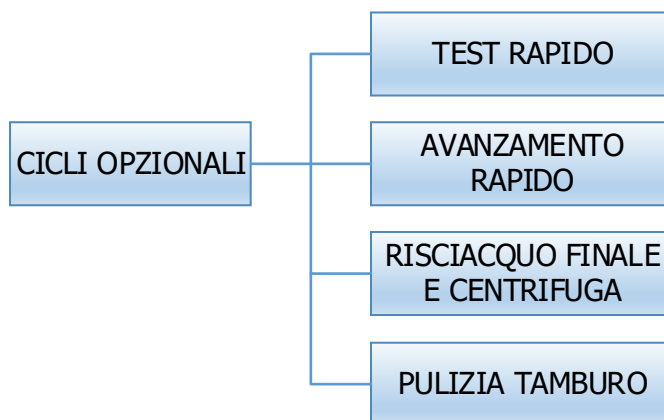 TEST RAPIDO
CICLI OPZIONALI
AVANZAMENTO
RAPIDO
RISCIACQUO FINALE
E CENTRIFUGA
PULIZIA TAMBURO